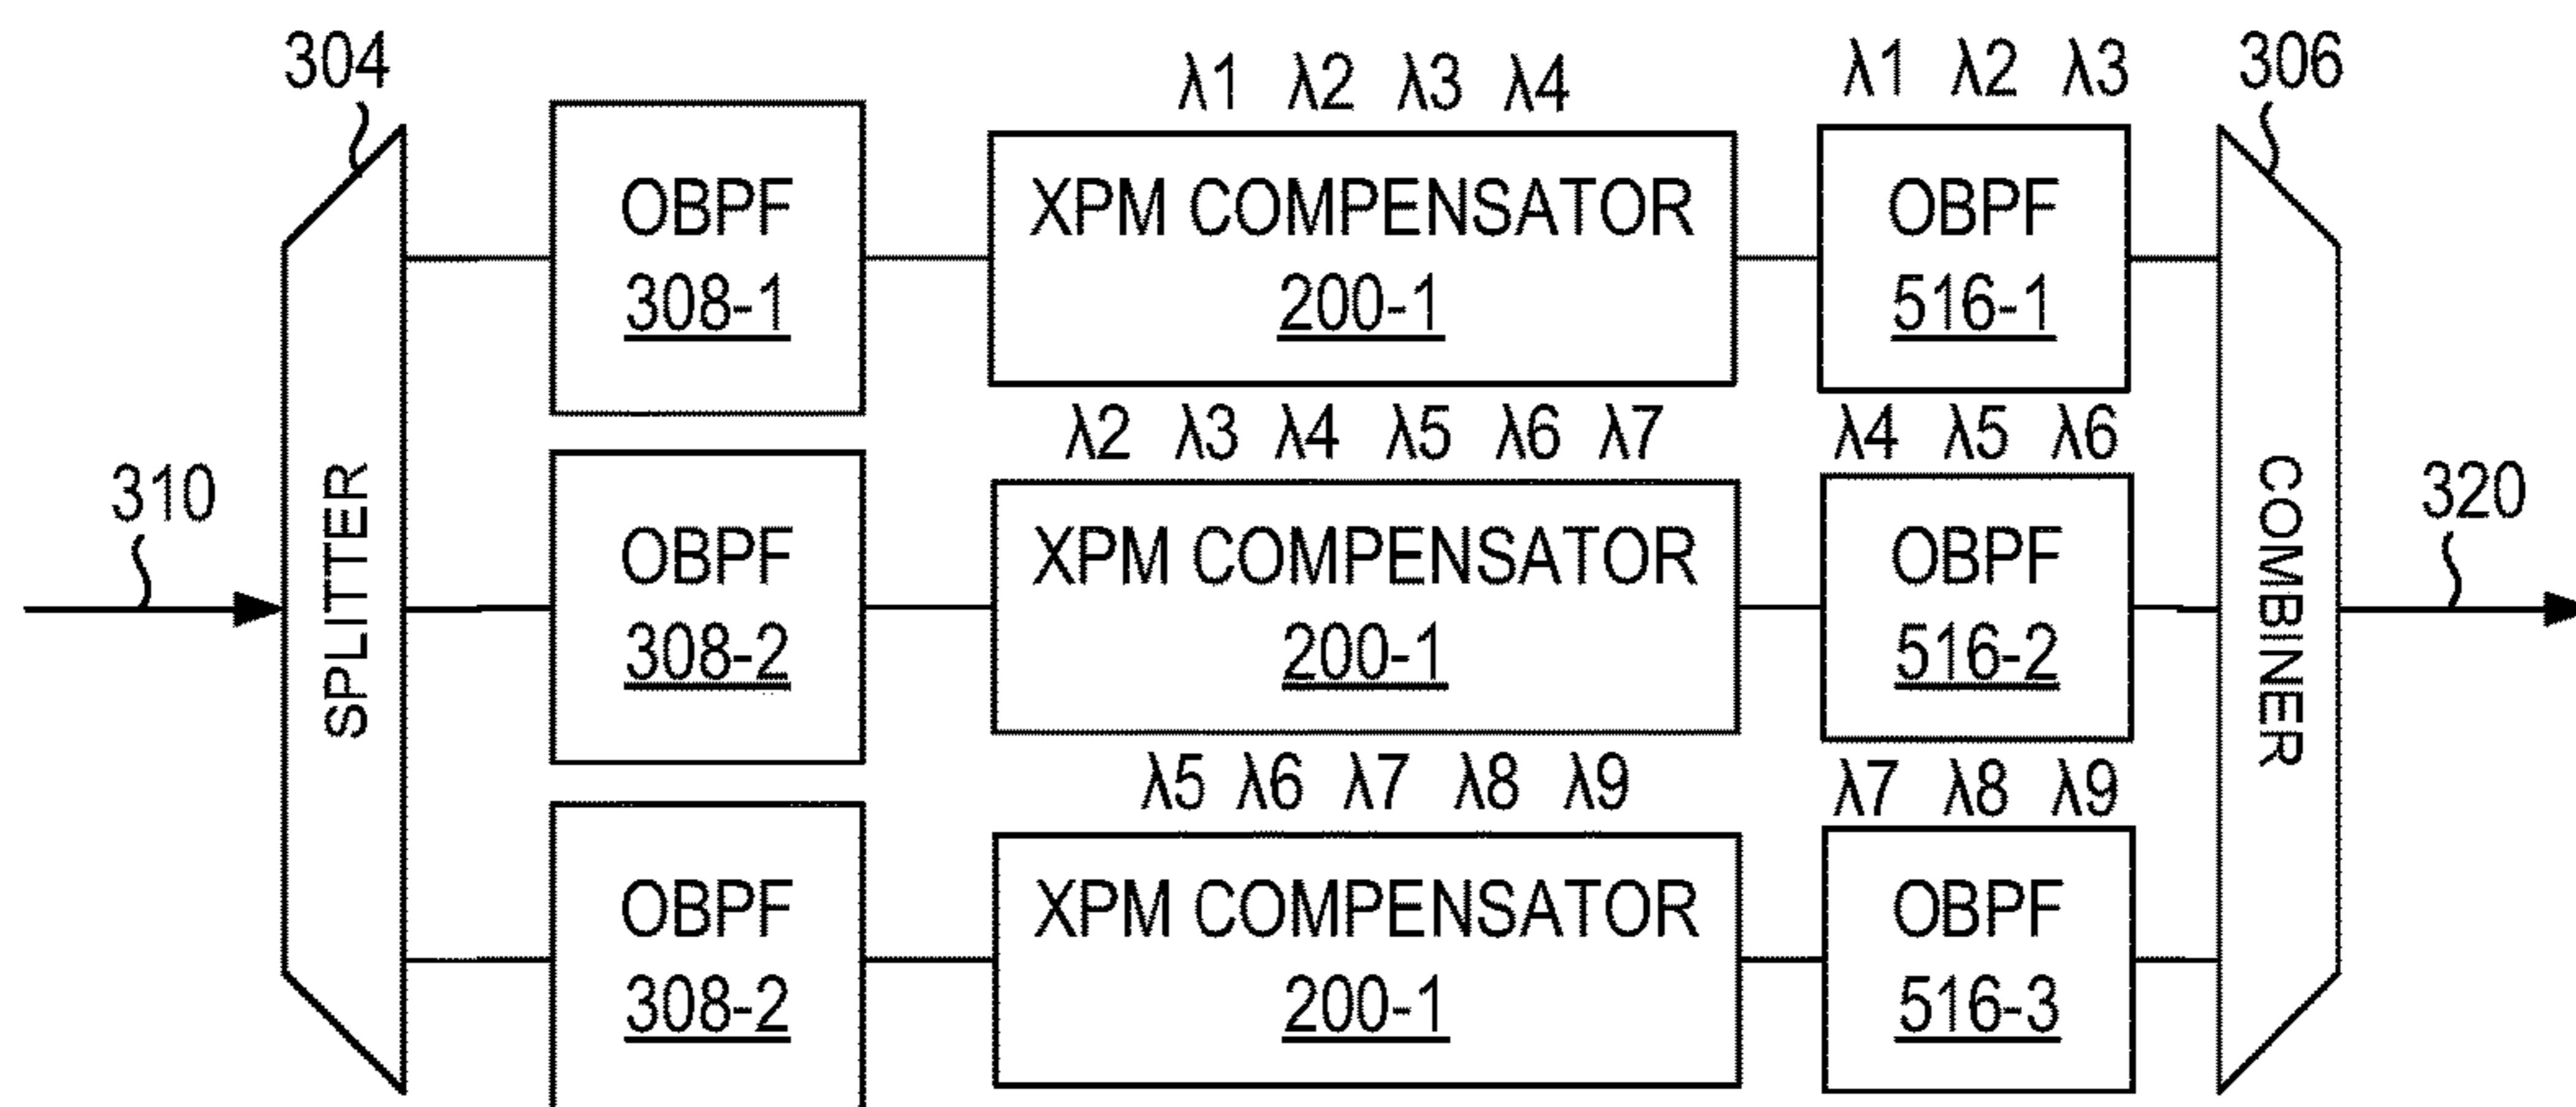 304
λ1 λ2 λ3 λ4
λ1 λ2 λ3
306
OBPF
308-1
XPM COMPENSATOR
200-1
OBPF
516-1
310
SPLITTER
λ2 λ3 λ4 λ5 λ6 λ7
λ4 λ5 λ6
OBPF
308-2
XPM COMPENSATOR
200-1
OBPF
516-2
COMBINER
320
λ5 λ6 λ7 λ8 λ9
λ7 λ8 λ9
OBPF
308-2
XPM COMPENSATOR
200-1
OBPF
516-3